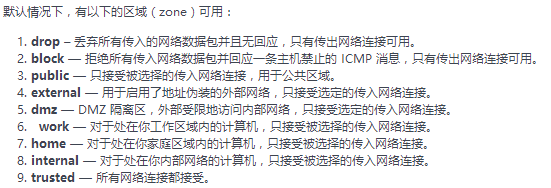 默认情况下，有以下的区域（zone）可用：
1. drop – 丢弃所有传入的网络数据包并且无回应，只有传出网络连接可用。
2. block — 拒绝所有传入网络数据包并回应一条主机禁止的 ICMP 消息，只有传出网络连接可用。
3. public — 只接受被选择的传入网络连接，用于公共区域。
4. external — 用于启用了地址伪装的外部网络，只接受选定的传入网络连接。
5. dmz — DMZ 隔离区，外部受限地访问内部网络，只接受选定的传入网络连接。
6. work — 对于处在你工作区域内的计算机，只接受被选择的传入网络连接。
7. home — 对于处在你家庭区域内的计算机，只接受被选择的传入网络连接。
8. internal — 对于处在你内部网络的计算机，只接受被选择的传入网络连接。
9. trusted — 所有网络连接都接受。